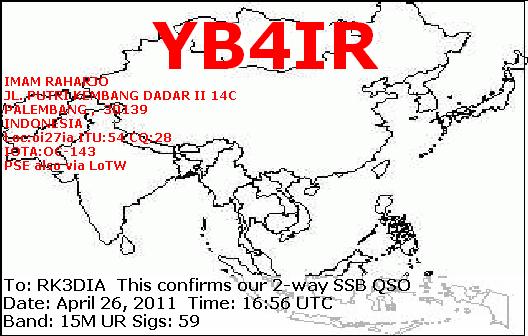 YB4IR
IMAM RAHARJO
JL. PUTRI KEMBANG DADAR II 14C
PALEMBANG, 30139
INDONESIA
Loc:oi27ia ITU:54 CQ:28
IOTA:OC-143
PSE also via LoTW
To: RK3DIA This confirms our 2-way SSB QSO
Date: April 26, 2011 Time: 16:56 UTC
Band: 15M UR Sigs: 59